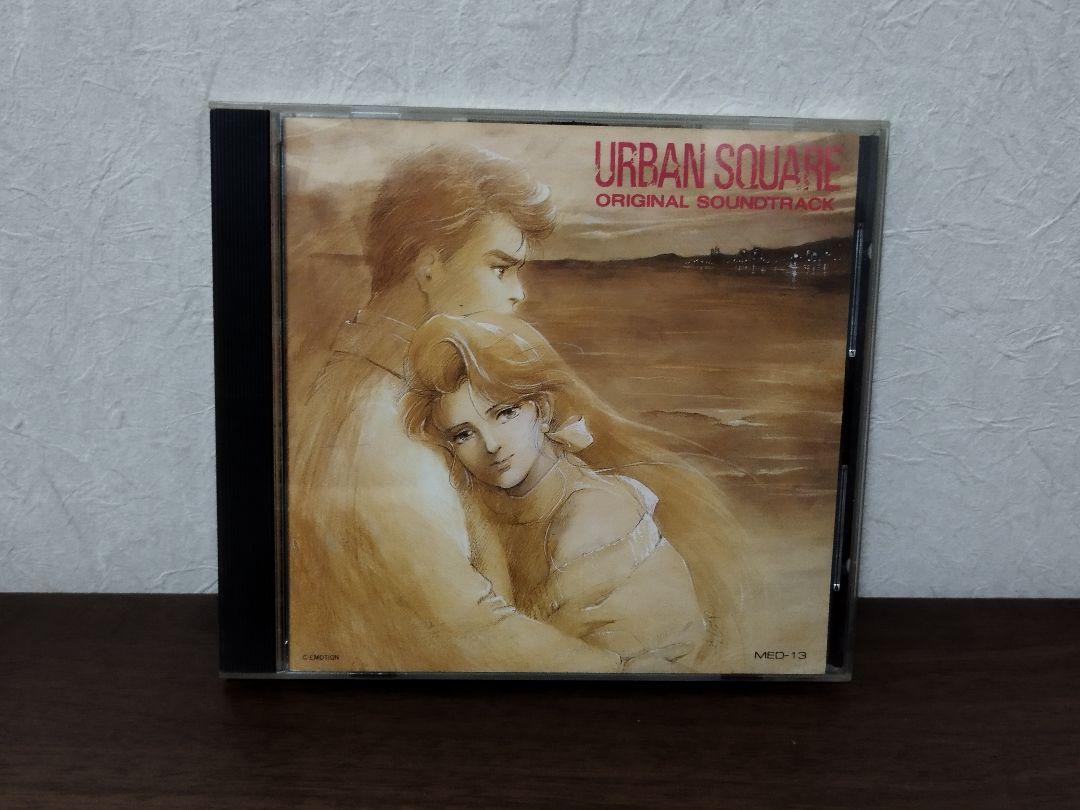 URBAN SQUARE
ORIGINAL SOUNDTRACK
© EMOTION
MED-13